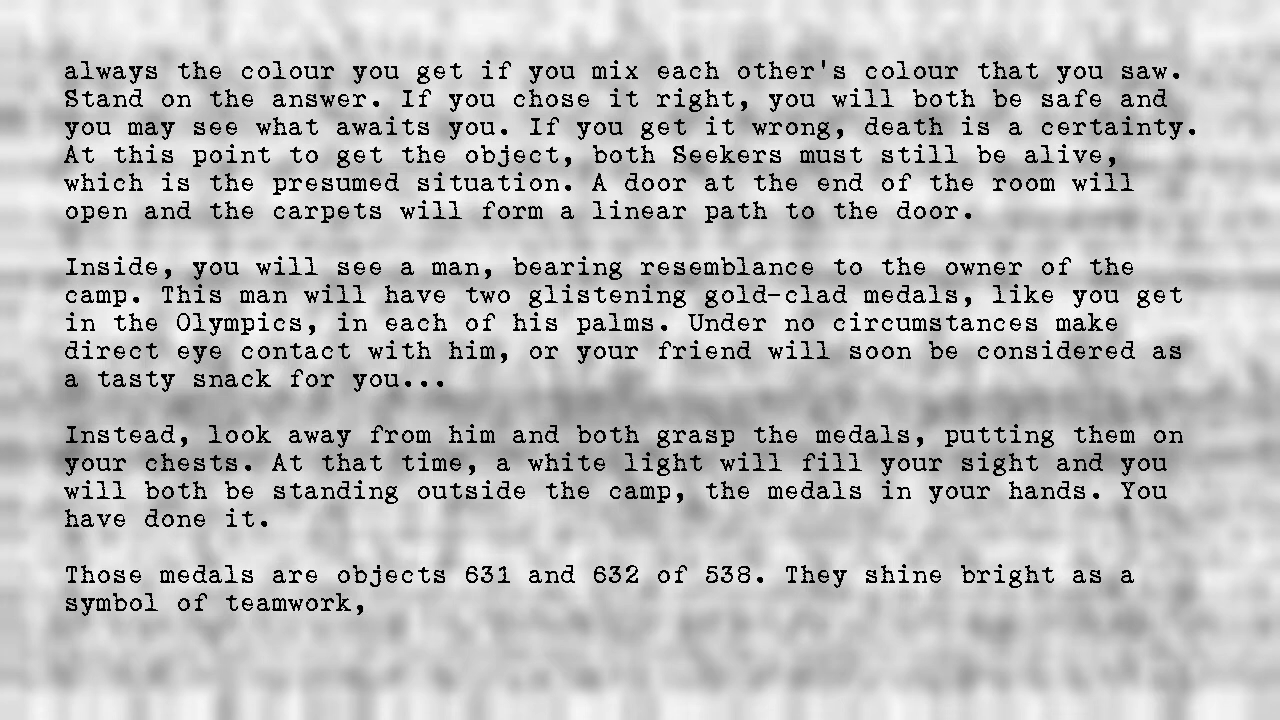 always the colour you get if you mix each other's colour that you saw.
Stand on the answer. If you chose it right, you will both be safe and
you may see what awaits you. If you get it wrong, death is a certainty.
At this point to get the object, both Seekers must still be alive,
which is the presumed situation. A door at the end of the room will
open and the carpets will form a linear path to the door.
Inside, you will see a man, bearing resemblance to the owner of the
camp. This man will have two glistening gold-clad medals, like you get
in the Olympics, in each of his palms. Under no circumstances make
direct eye contact with him, or your friend will soon be considered as
a tasty snack for you...
Instead, look away from him and both grasp the medals, putting them on
your chests. At that time, a white light will fill your sight and you
will both be standing outside the camp, the medals in your hands. You
have done it.
Those medals are objects 631 and 632 of 538. They shine bright as a
symbol of teamwork,